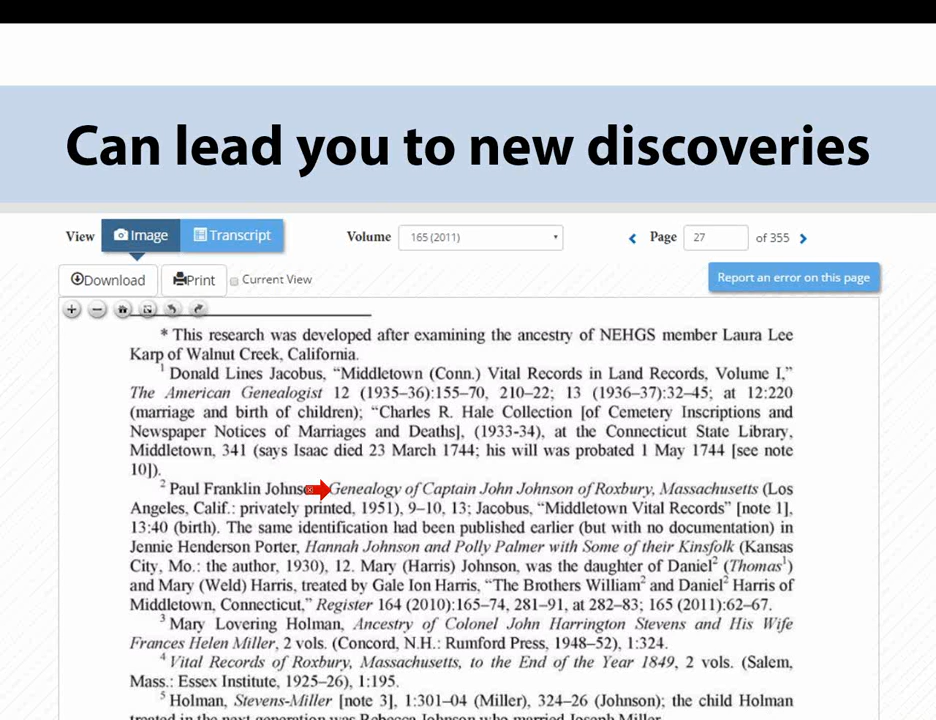 Can lead you to new discoveries
View Image Transcript Volume 165 (2011) Page 27 of 355
Download Print Current View Report an error on this page
* This research was developed after examining the ancestry of NEHGS member Laura Lee
Karp of Walnut Creek, California.
1 Donald Lines Jacobus, “Middletown (Conn.) Vital Records in Land Records, Volume I,”
The American Genealogist 12 (1935–36):155–70, 210–22; 13 (1936–37):32–45; at 12:220
(marriage and birth of children); “Charles R. Hale Collection [of Cemetery Inscriptions and
Newspaper Notices of Marriages and Deaths], (1933-34), at the Connecticut State Library,
Middletown, 341 (says Isaac died 23 March 1744; his will was probated 1 May 1744 [see note
10]).
2 Paul Franklin Genealogy of Captain John Johnson of Roxbury, Massachusetts (Los
Angeles, Calif.: privately printed, 1951), 9–10, 13; Jacobus, “Middletown Vital Records” [note 1],
13:40 (birth). The same identification had been published earlier (but with no documentation) in
Jennie Henderson Porter, Hannah Johnson and Polly Palmer with Some of their Kinsfolk (Kansas
City, Mo.: the author, 1930), 12. Mary (Harris) Johnson, was the daughter of Daniel2 (Thomas1)
and Mary (Weld) Harris, treated by Gale Ion Harris, “The Brothers William2 and Daniel2 Harris of
Middletown, Connecticut,” Register 164 (2010):165–74, 281–91, at 282–83; 165 (2011):62–67.
3 Mary Lovering Holman, Ancestry of Colonel John Harrington Stevens and His Wife
Frances Helen Miller, 2 vols. (Concord, N.H.: Rumford Press, 1948–52), 1:324.
4 Vital Records of Roxbury, Massachusetts, to the End of the Year 1849, 2 vols. (Salem,
Mass.: Essex Institute, 1925–26), 1:195.
5 Holman, Stevens-Miller [note 3], 1:301–04 (Miller), 324–26 (Johnson); the child Holman
treated in the next generation was Rebecca Johnson who married Joseph Miller.